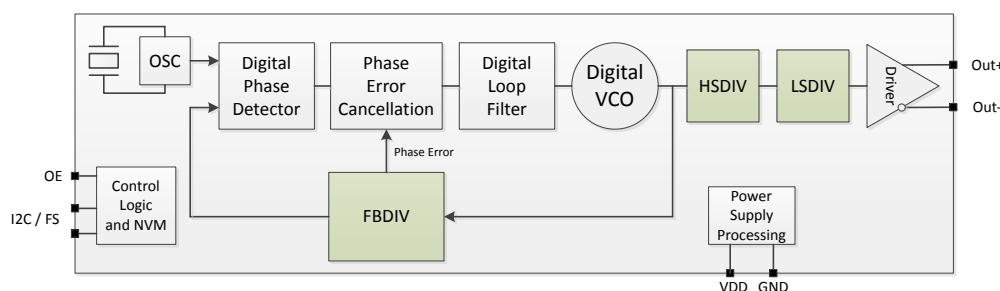 OSC
Digital
Phase
Detector
Phase
Error
Cancellation
Digital
Loop
Filter
Digital
VCO
HSDIV
LSDIV
Driver
Out+
Out-
Phase Error
OE
I2C / FS
Control
Logic
and NVM
FBDIV
Power
Supply
Processing
VDD GND